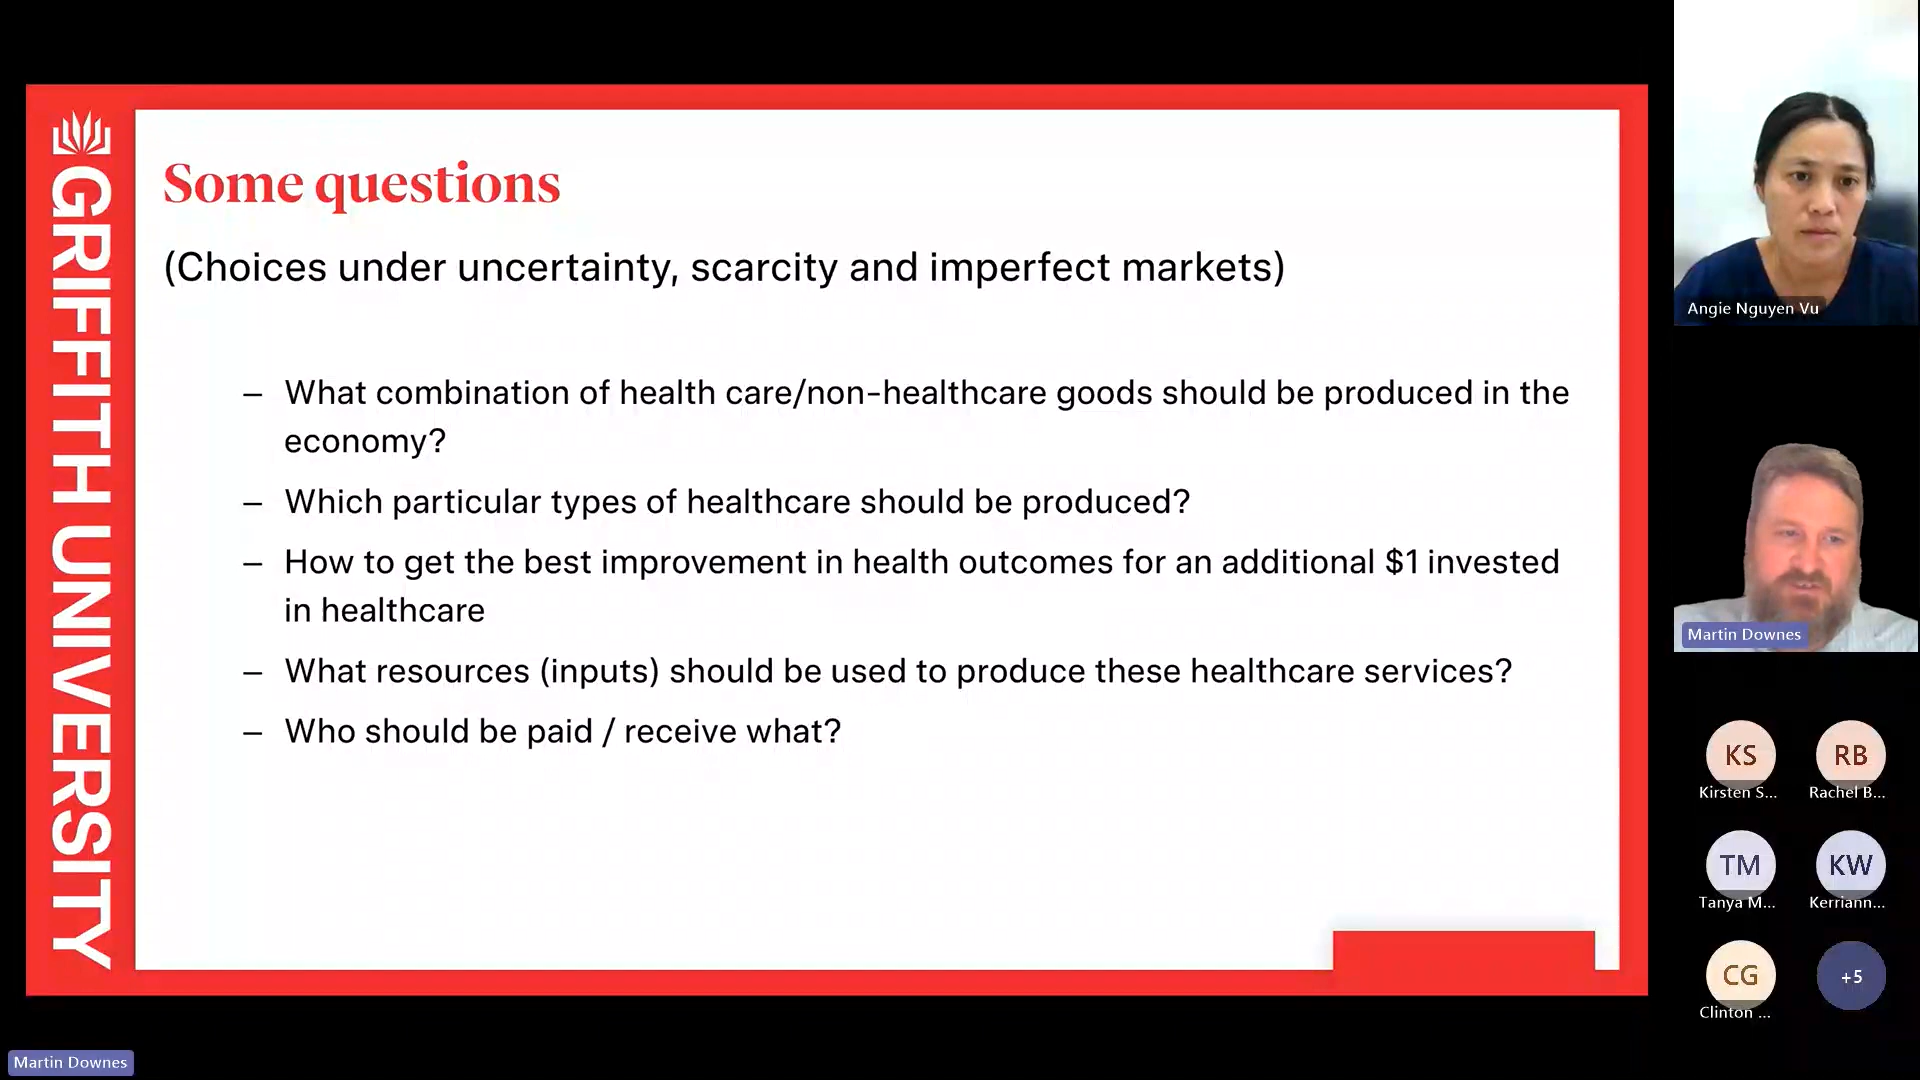 GRIFFITH UNIVERSITY
Some questions
(Choices under uncertainty, scarcity and imperfect markets)
– What combination of health care/non-healthcare goods should be produced in the
economy?
– Which particular types of healthcare should be produced?
– How to get the best improvement in health outcomes for an additional $1 invested
in healthcare
– What resources (inputs) should be used to produce these healthcare services?
– Who should be paid / receive what?
Angie Nguyen Vu
Martin Downes
KS
Kirsten S...
RB
Rachel B...
TM
Tanya M...
KW
Kerriann...
CG
Clinton ...
+5
Martin Downes